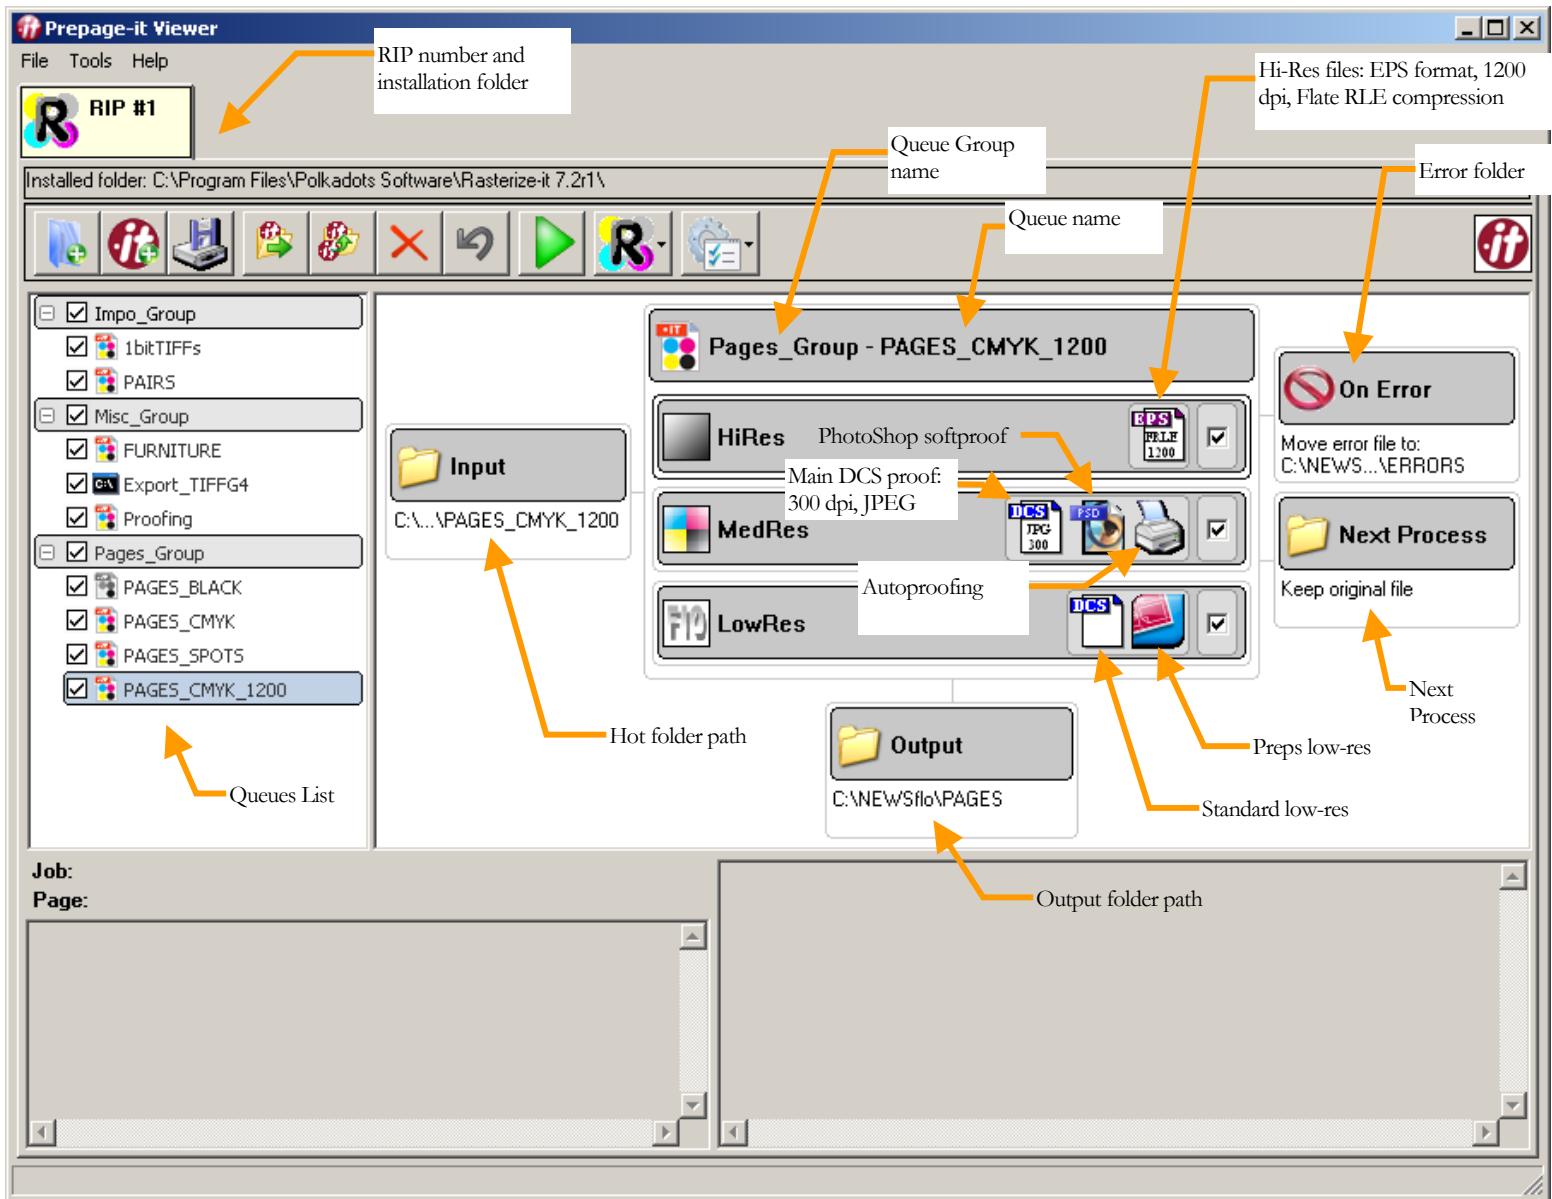 Prepage-it Viewer
File Tools Help
RIP number and
installation folder
Hi-Res files: EPS format, 1200
dpi, Flate RLE compression
RIP #1
Queue Group
name
Error folder
Installed folder: C:\Program Files\Polkadots Software\Rasterize-it 7.2r1\
Queue name
Impo_Group
1bitTIFFs
PAIRS
Misc_Group
FURNITURE
Export_TIFFG4
Proofing
Pages_Group
PAGES_BLACK
PAGES_CMYK
PAGES_SPOTS
PAGES_CMYK_1200
Queues List
Input
C:\...\PAGES_CMYK_1200
Hot folder path
Pages_Group - PAGES_CMYK_1200
HiRes
EPS
FRLE
1200
PhotoShop softproof
Main DCS proof:
300 dpi, JPEG
MedRes
DCS
JPG
300
PSD
Autoproofing
LowRes
DCS
On Error
Move error file to:
C:\NEWS...\ERRORS
Next Process
Keep original file
Next
Process
Preps low-res
Standard low-res
Output
C:\NEWSflo\PAGES
Output folder path
Job:
Page: